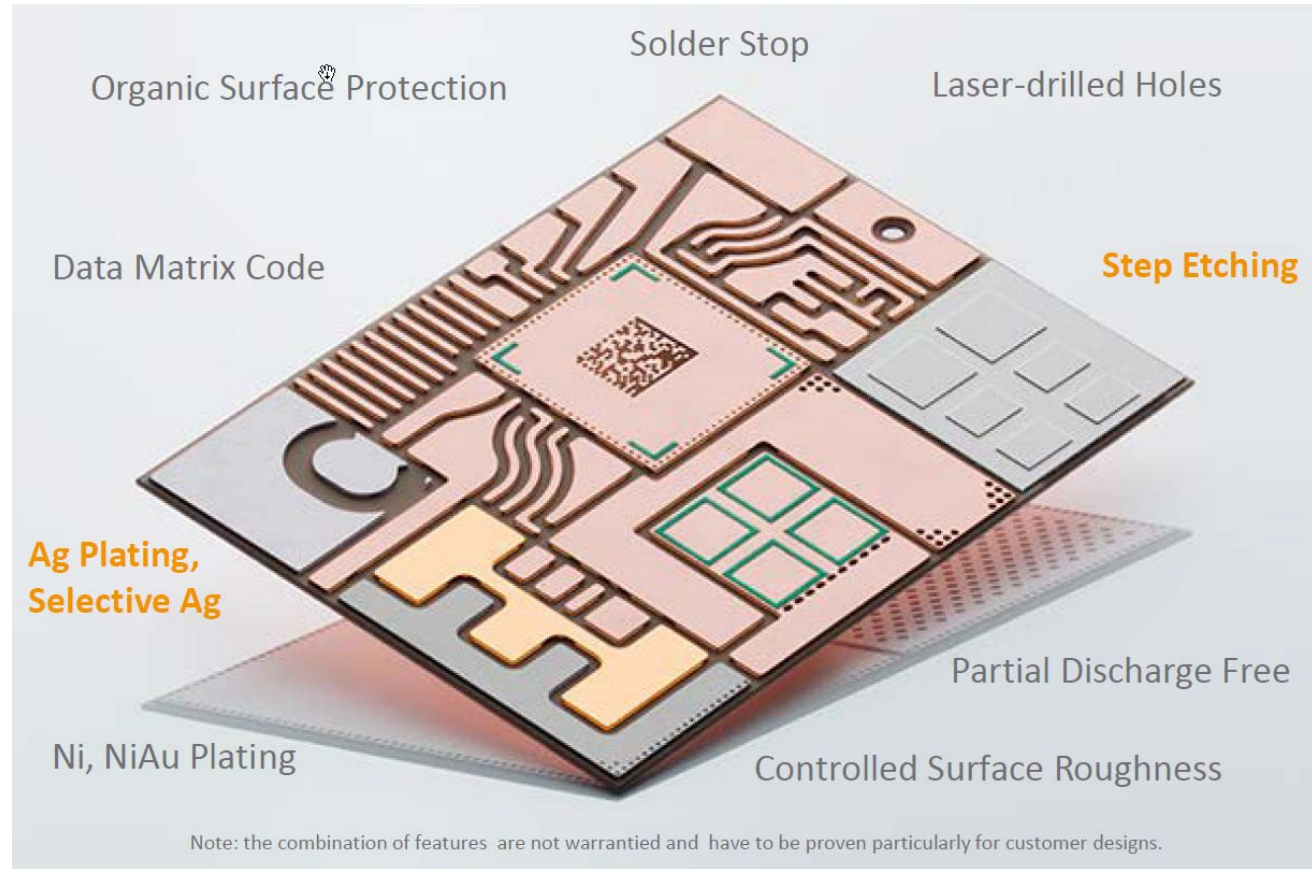 Solder Stop
Organic Surface Protection
Laser-drilled Holes
Data Matrix Code
Step Etching
Ag Plating,
Selective Ag
Partial Discharge Free
Ni, NiAu Plating
Controlled Surface Roughness
Note: the combination of features are not warrantied and have to be proven particularly for customer designs.